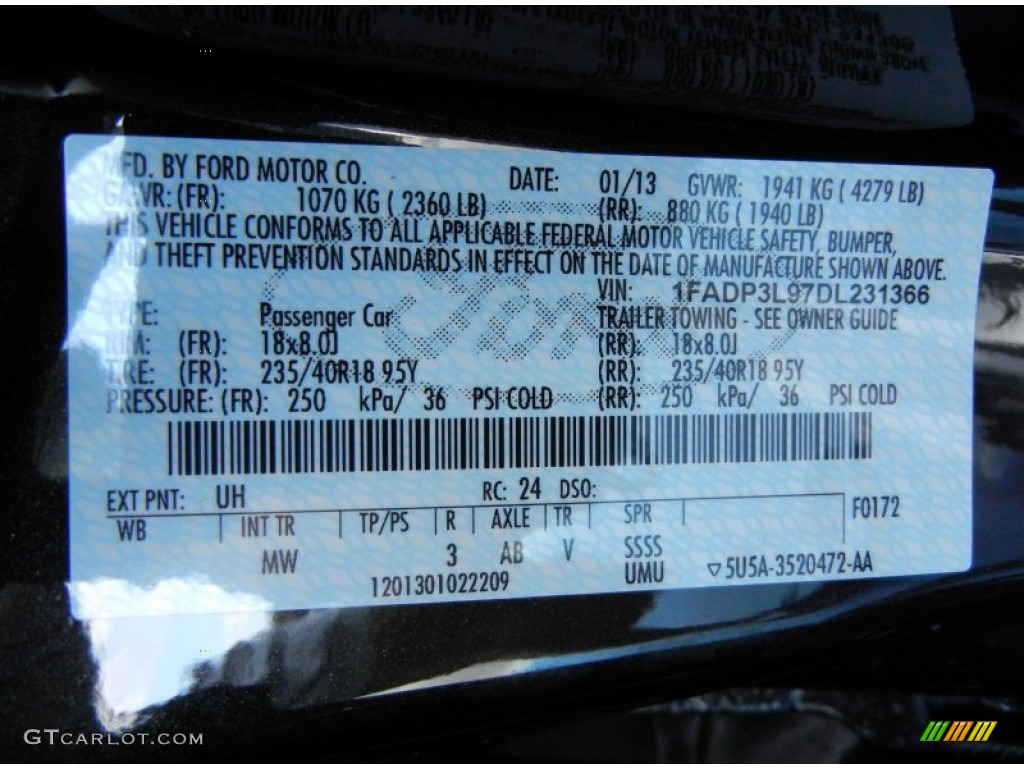 MFD. BY FORD MOTOR CO. DATE: 01/13 GVWR: 1941 KG ( 4279 LB)
GAWR: (FR): 1070 KG ( 2360 LB) (RR): 880 KG ( 1940 LB)
THIS VEHICLE CONFORMS TO ALL APPLICABLE FEDERAL MOTOR VEHICLE SAFETY, BUMPER,
AND THEFT PREVENTION STANDARDS IN EFFECT ON THE DATE OF MANUFACTURE SHOWN ABOVE.
VIN: 1FADP3L97DL231366
TYPE: Passenger Car TRAILER TOWING - SEE OWNER GUIDE
RIM: (FR): 18x8.0J (RR): 18x8.0J
TIRE: (FR): 235/40R18 95Y (RR): 235/40R18 95Y
PRESSURE: (FR): 250 kPa/ 36 PSI COLD (RR): 250 kPa/ 36 PSI COLD
EXT PNT: UH RC: 24 DSO:
WB INT TR TP/PS R AXLE TR SPR F0172
MW 3 AB V SSSS
1201301022209 UMU ▽5U5A-3520472-AA
Ford
GTCARLOT.COM